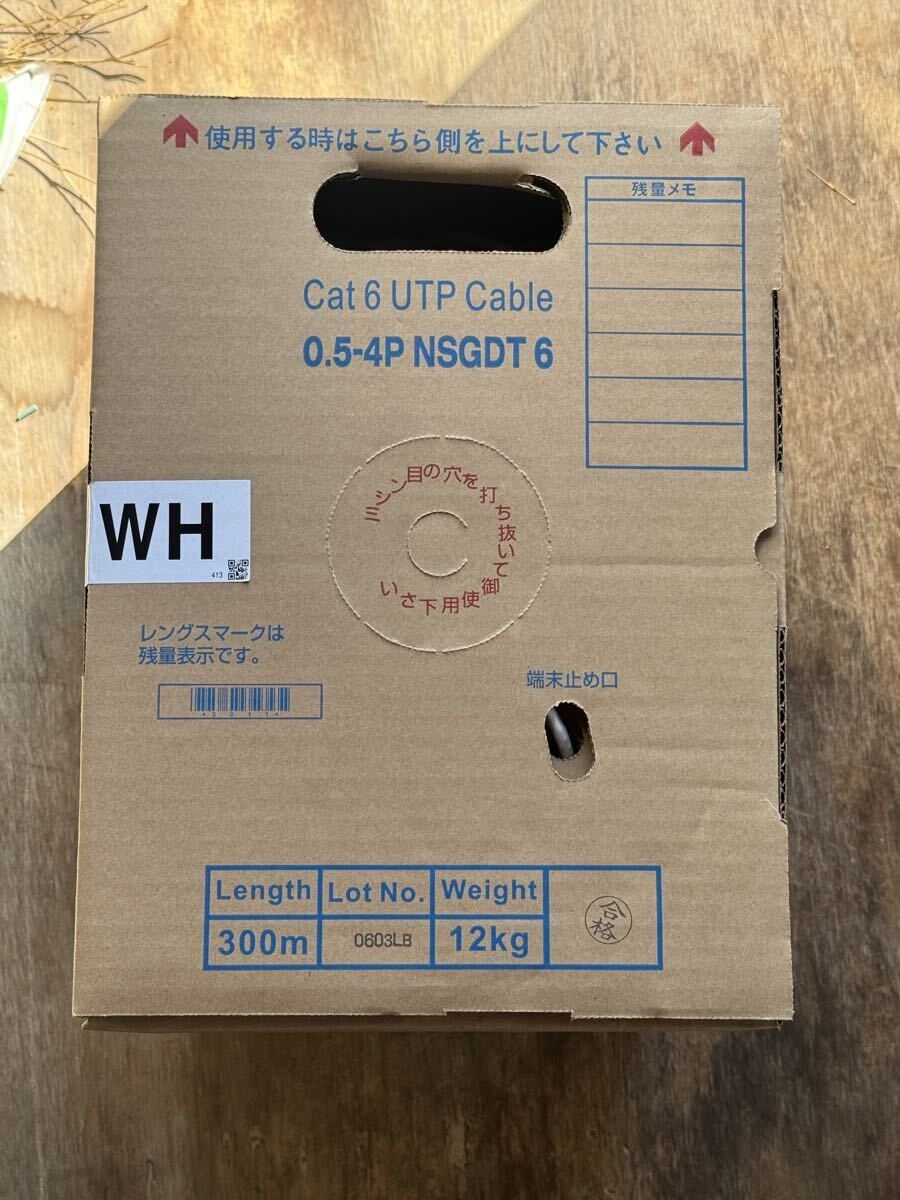 使用する時はこちら側を上にして下さい
残量メモ
Cat 6 UTP Cable
0.5-4P NSGDT 6
ミシン目の穴を打ち抜いて御使用下さい
WH
413
レングスマークは
残量表示です。
*3011*
端末止め口
Length Lot No. Weight
300m 0603LB 12kg
合格